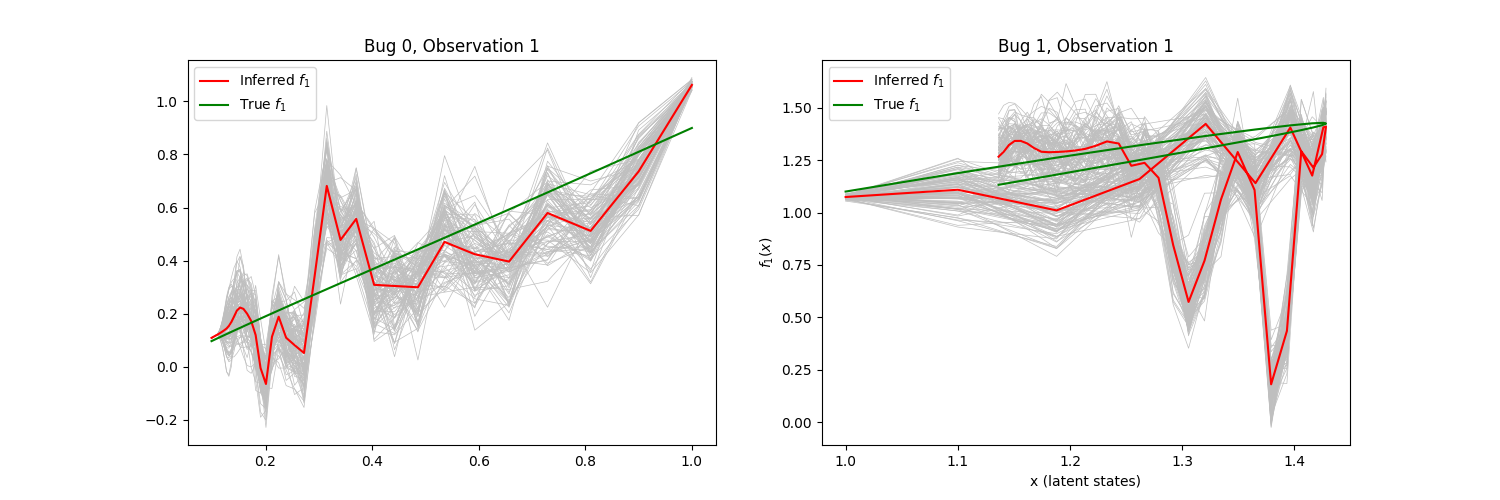 Bug 0, Observation 1
Inferred f₁
True f₁
1.0
0.8
0.6
0.4
0.2
0.0
−0.2
0.2 0.4 0.6 0.8 1.0
Bug 1, Observation 1
Inferred f₁
True f₁
f₁(x)
1.50
1.25
1.00
0.75
0.50
0.25
0.00
1.0 1.1 1.2 1.3 1.4
x (latent states)